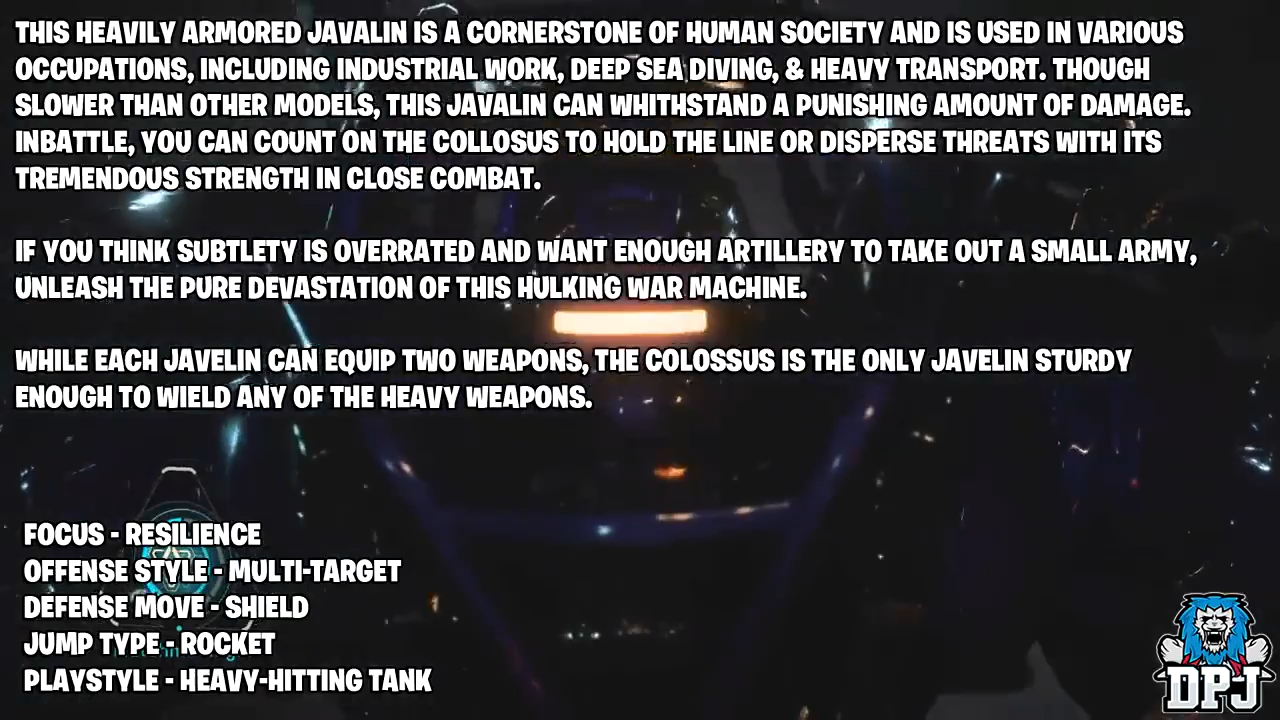 THIS HEAVILY ARMORED JAVALIN IS A CORNERSTONE OF HUMAN SOCIETY AND IS USED IN VARIOUS
OCCUPATIONS, INCLUDING INDUSTRIAL WORK, DEEP SEA DIVING, & HEAVY TRANSPORT. THOUGH
SLOWER THAN OTHER MODELS, THIS JAVALIN CAN WHITHSTAND A PUNISHING AMOUNT OF DAMAGE.
INBATTLE, YOU CAN COUNT ON THE COLLOSUS TO HOLD THE LINE OR DISPERSE THREATS WITH ITS
TREMENDOUS STRENGTH IN CLOSE COMBAT.
IF YOU THINK SUBTLETY IS OVERRATED AND WANT ENOUGH ARTILLERY TO TAKE OUT A SMALL ARMY,
UNLEASH THE PURE DEVASTATION OF THIS HULKING WAR MACHINE.
WHILE EACH JAVELIN CAN EQUIP TWO WEAPONS, THE COLOSSUS IS THE ONLY JAVELIN STURDY
ENOUGH TO WIELD ANY OF THE HEAVY WEAPONS.
FOCUS - RESILIENCE
OFFENSE STYLE - MULTI-TARGET
DEFENSE MOVE - SHIELD
JUMP TYPE - ROCKET
PLAYSTYLE - HEAVY-HITTING TANK
DPJ